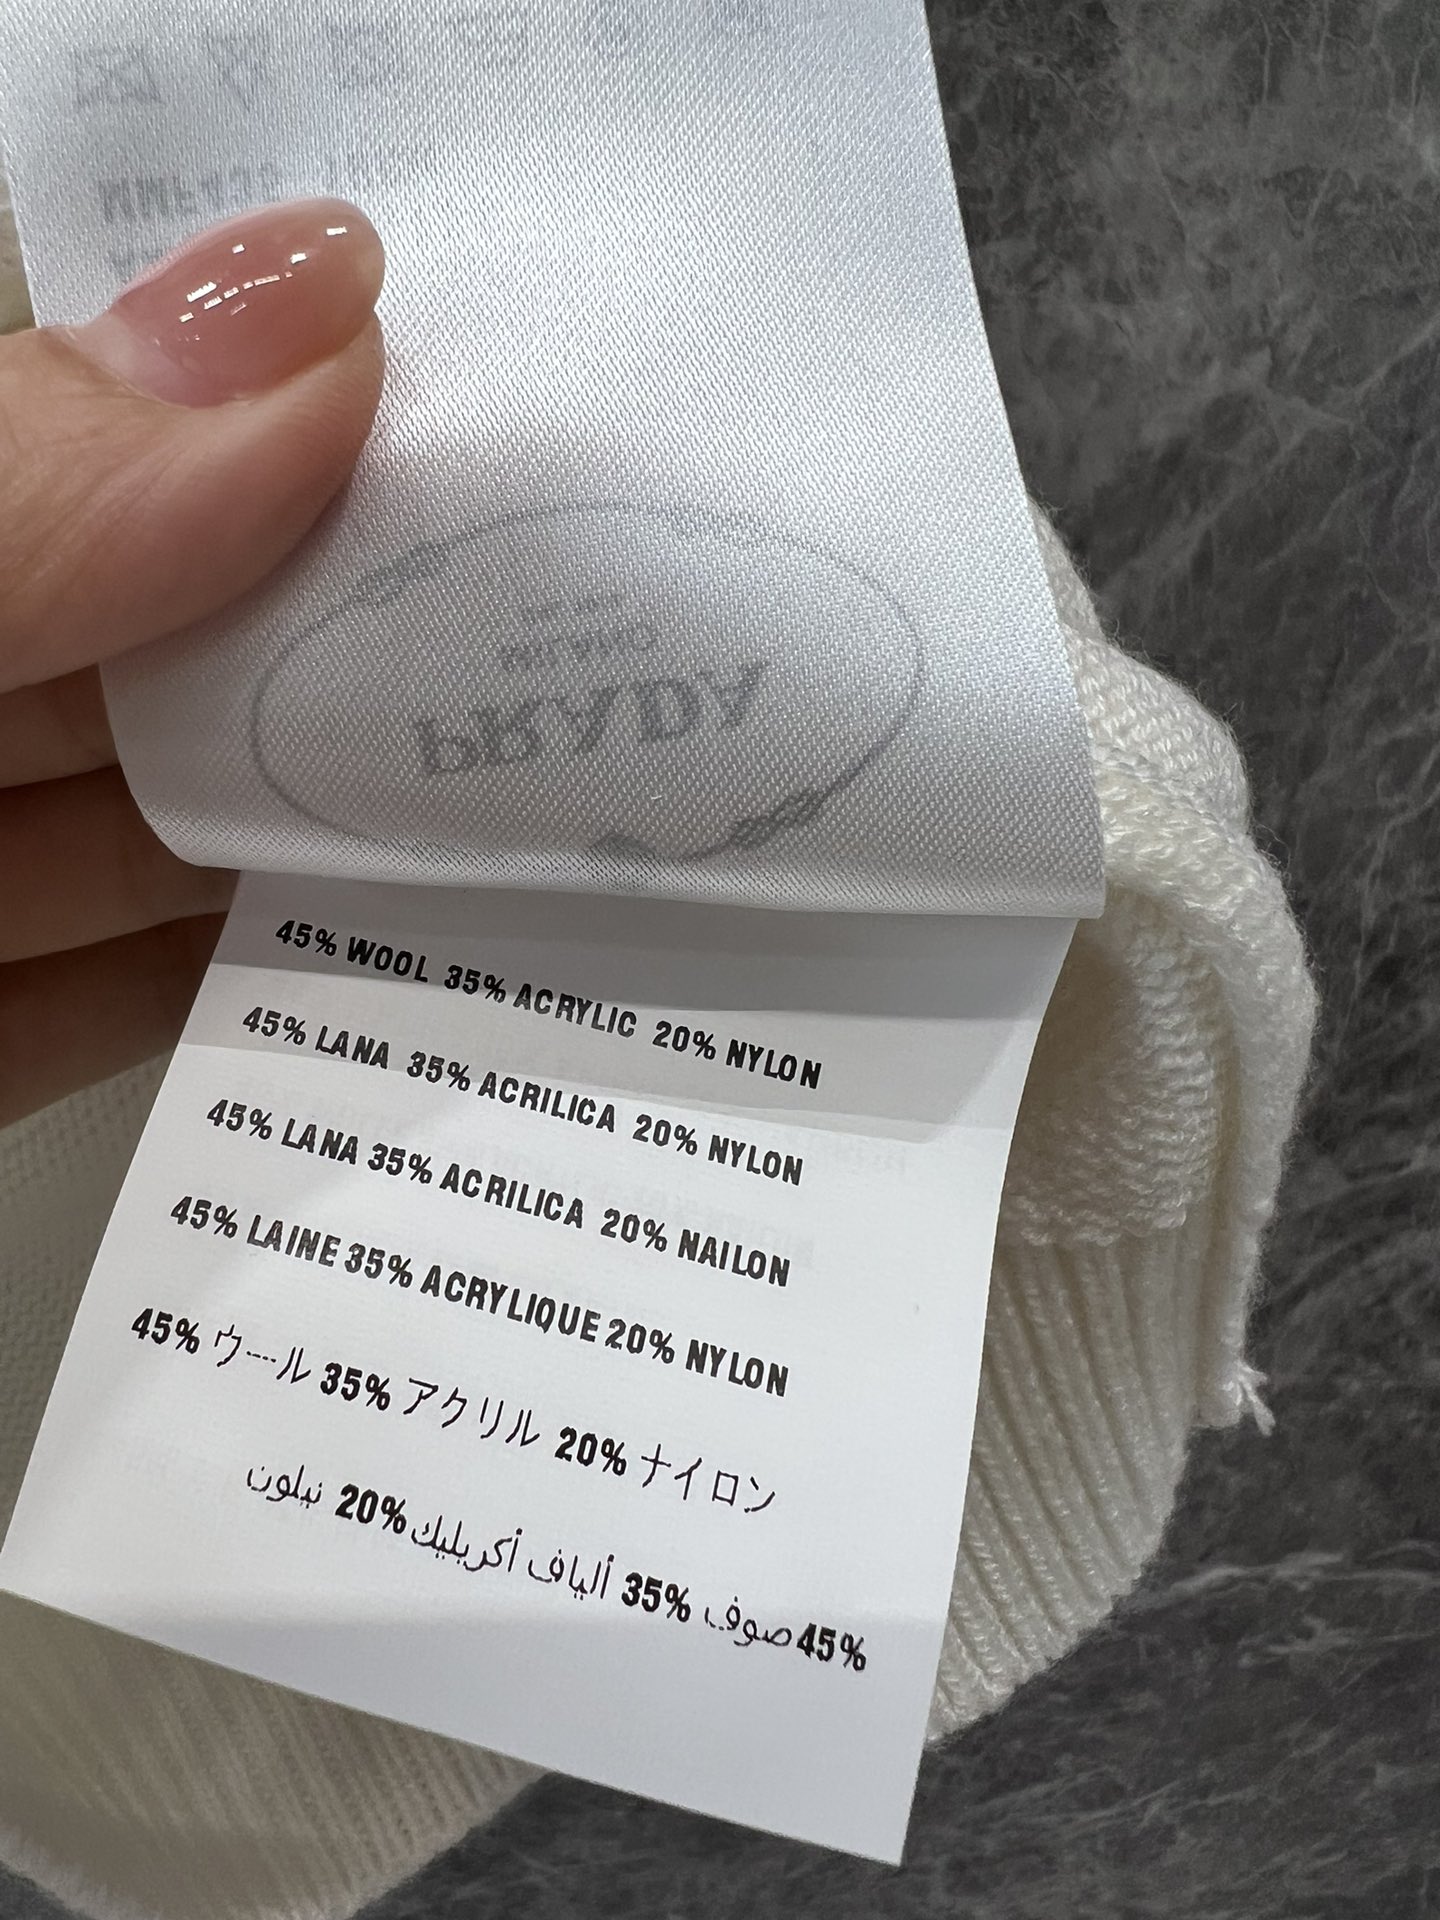 MILANO
PRADA
45% WOOL 35% ACRYLIC 20% NYLON
45% LANA 35% ACRILICA 20% NYLON
45% LANA 35% ACRILICA 20% NAILON
45% LAINE 35% ACRYLIQUE 20% NYLON
45% ウール 35% アクリル 20% ナイロン
45% صوف 35% ألياف أكريليك 20% نيلون